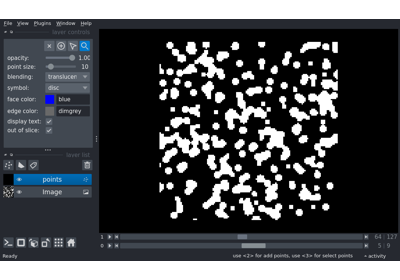 File View Plugins Window Help
layer controls
opacity: 1.00
point size: 10
blending: translucen
symbol: disc
face color: blue
edge color: dimgrey
display text:
out of slice:
layer list
points
Image
1 64 127
0 5 9
Ready use <2> for add points, use <3> for select points activity